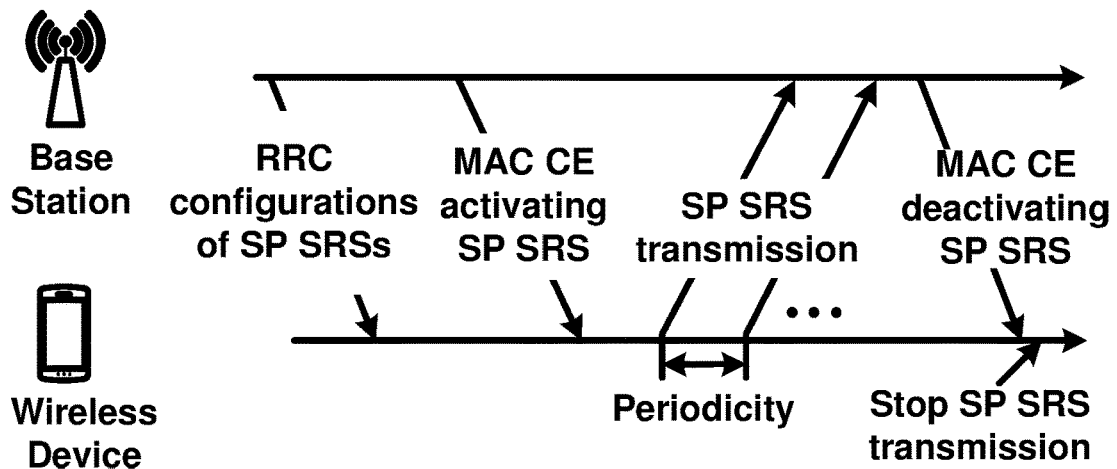 Base
Station
RRC
configurations
of SP SRSs
MAC CE
activating
SP SRS
SP SRS
transmission
MAC CE
deactivating
SP SRS
Wireless
Device
Periodicity
Stop SP SRS
transmission